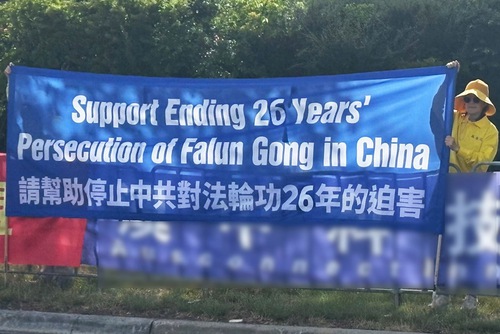 Support Ending 26 Years'
Persecution of Falun Gong in China
請幫助停止中共對法輪功26年的迫害